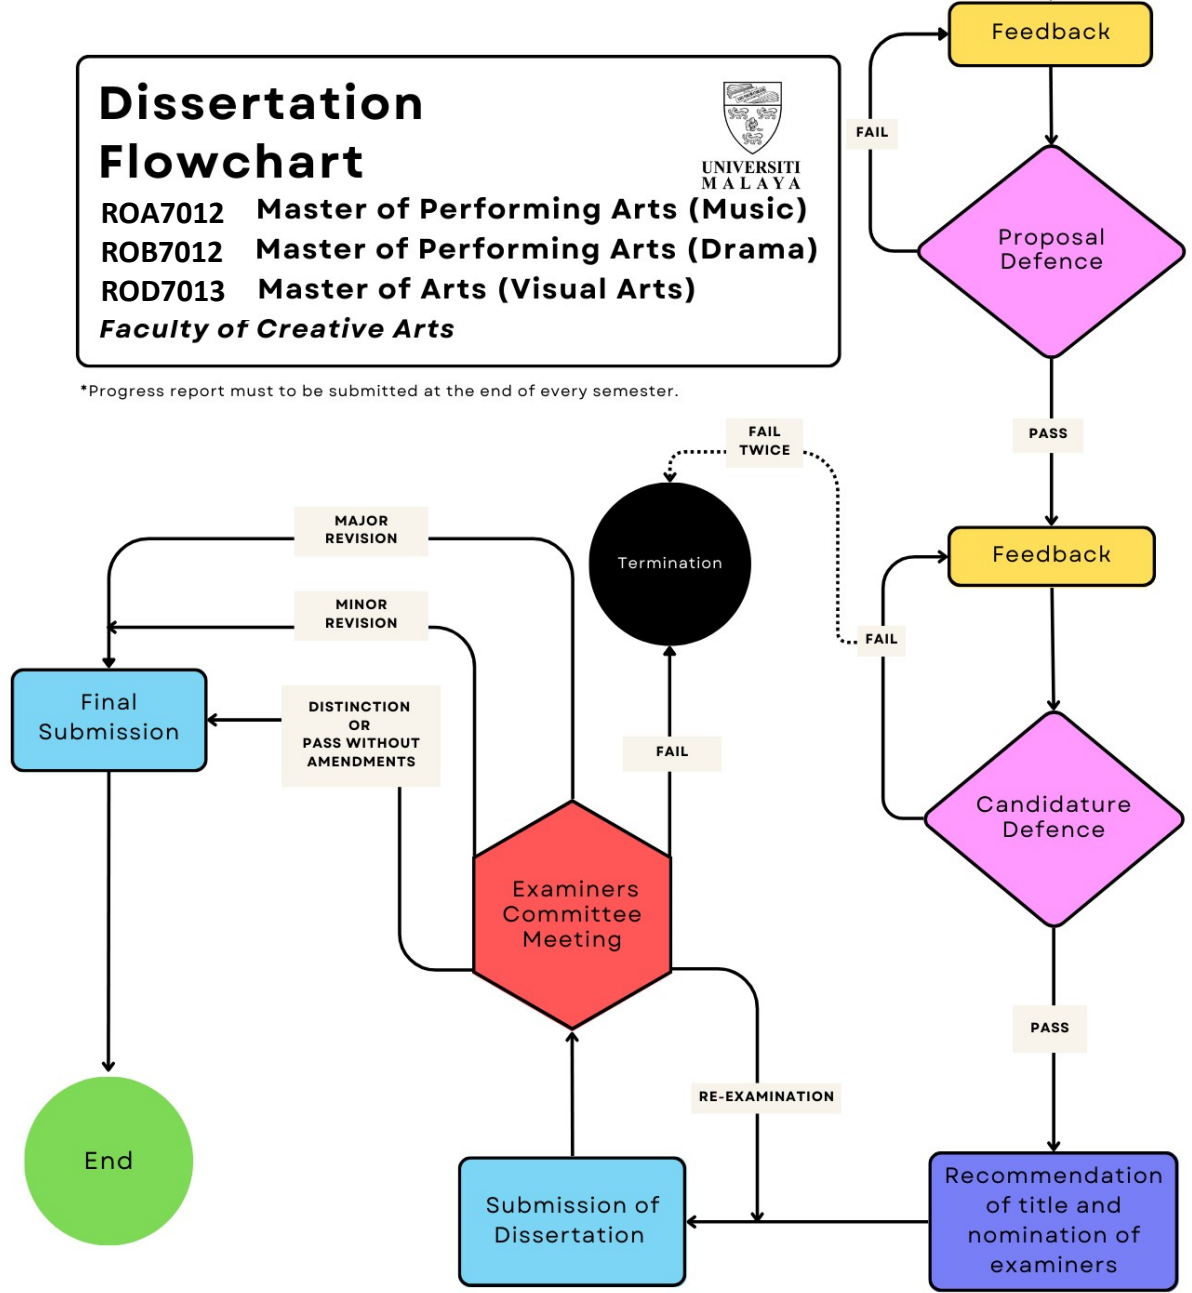 Feedback
Dissertation
Flowchart
UNIVERSITI
MALAYA
ROA7012 Master of Performing Arts (Music)
ROB7012 Master of Performing Arts (Drama)
ROD7013 Master of Arts (Visual Arts)
Faculty of Creative Arts
FAIL
Proposal
Defence
*Progress report must to be submitted at the end of every semester.
PASS
FAIL
TWICE
Feedback
Termination
FAIL
MAJOR
REVISION
MINOR
REVISION
Final
Submission
DISTINCTION
OR
PASS WITHOUT
AMENDMENTS
FAIL
Candidature
Defence
Examiners
Committee
Meeting
PASS
RE-EXAMINATION
End
Submission of
Dissertation
Recommendation
of title and
nomination of
examiners